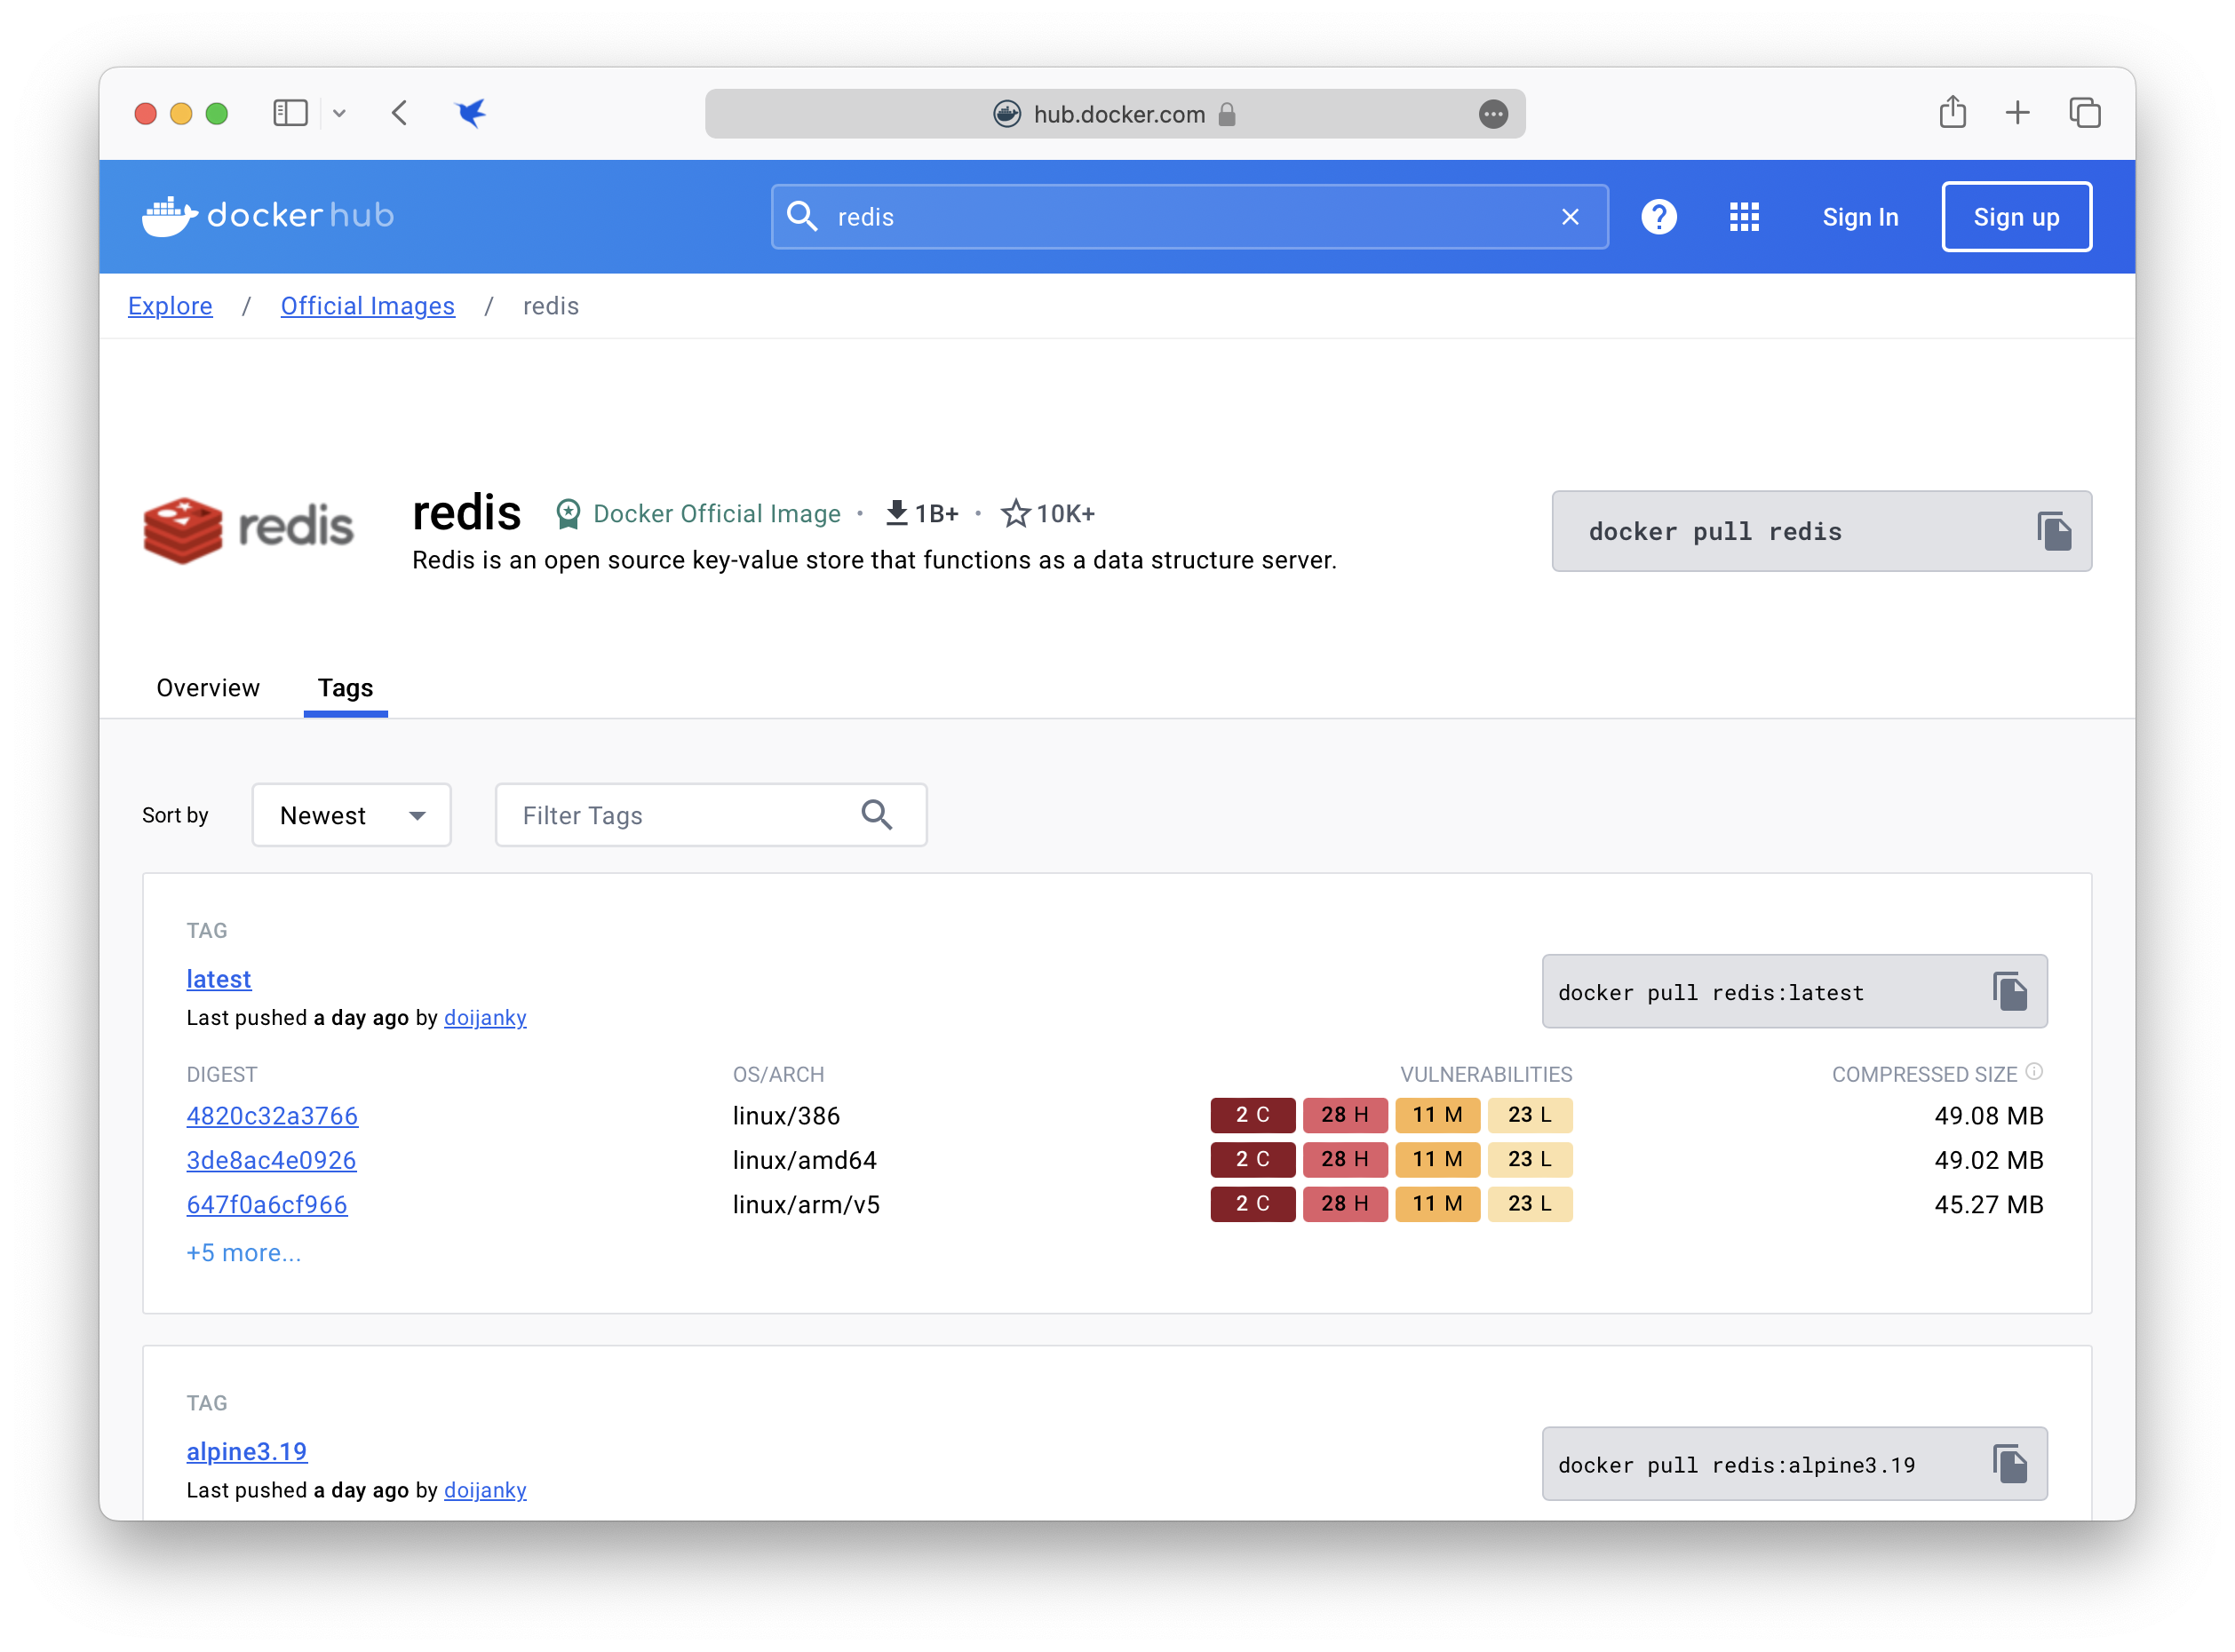 hub.docker.com
docker hub
redis
Sign In
Sign up
Explore / Official Images / redis
redis
redis Docker Official Image · 1B+ · 10K+
Redis is an open source key-value store that functions as a data structure server.
docker pull redis
Overview Tags
Sort by Newest Filter Tags
TAG
latest
Last pushed a day ago by doijanky
docker pull redis:latest
DIGEST OS/ARCH VULNERABILITIES COMPRESSED SIZE
4820c32a3766 linux/386 2 C 28 H 11 M 23 L 49.08 MB
3de8ac4e0926 linux/amd64 2 C 28 H 11 M 23 L 49.02 MB
647f0a6cf966 linux/arm/v5 2 C 28 H 11 M 23 L 45.27 MB
+5 more...
TAG
alpine3.19
Last pushed a day ago by doijanky
docker pull redis:alpine3.19